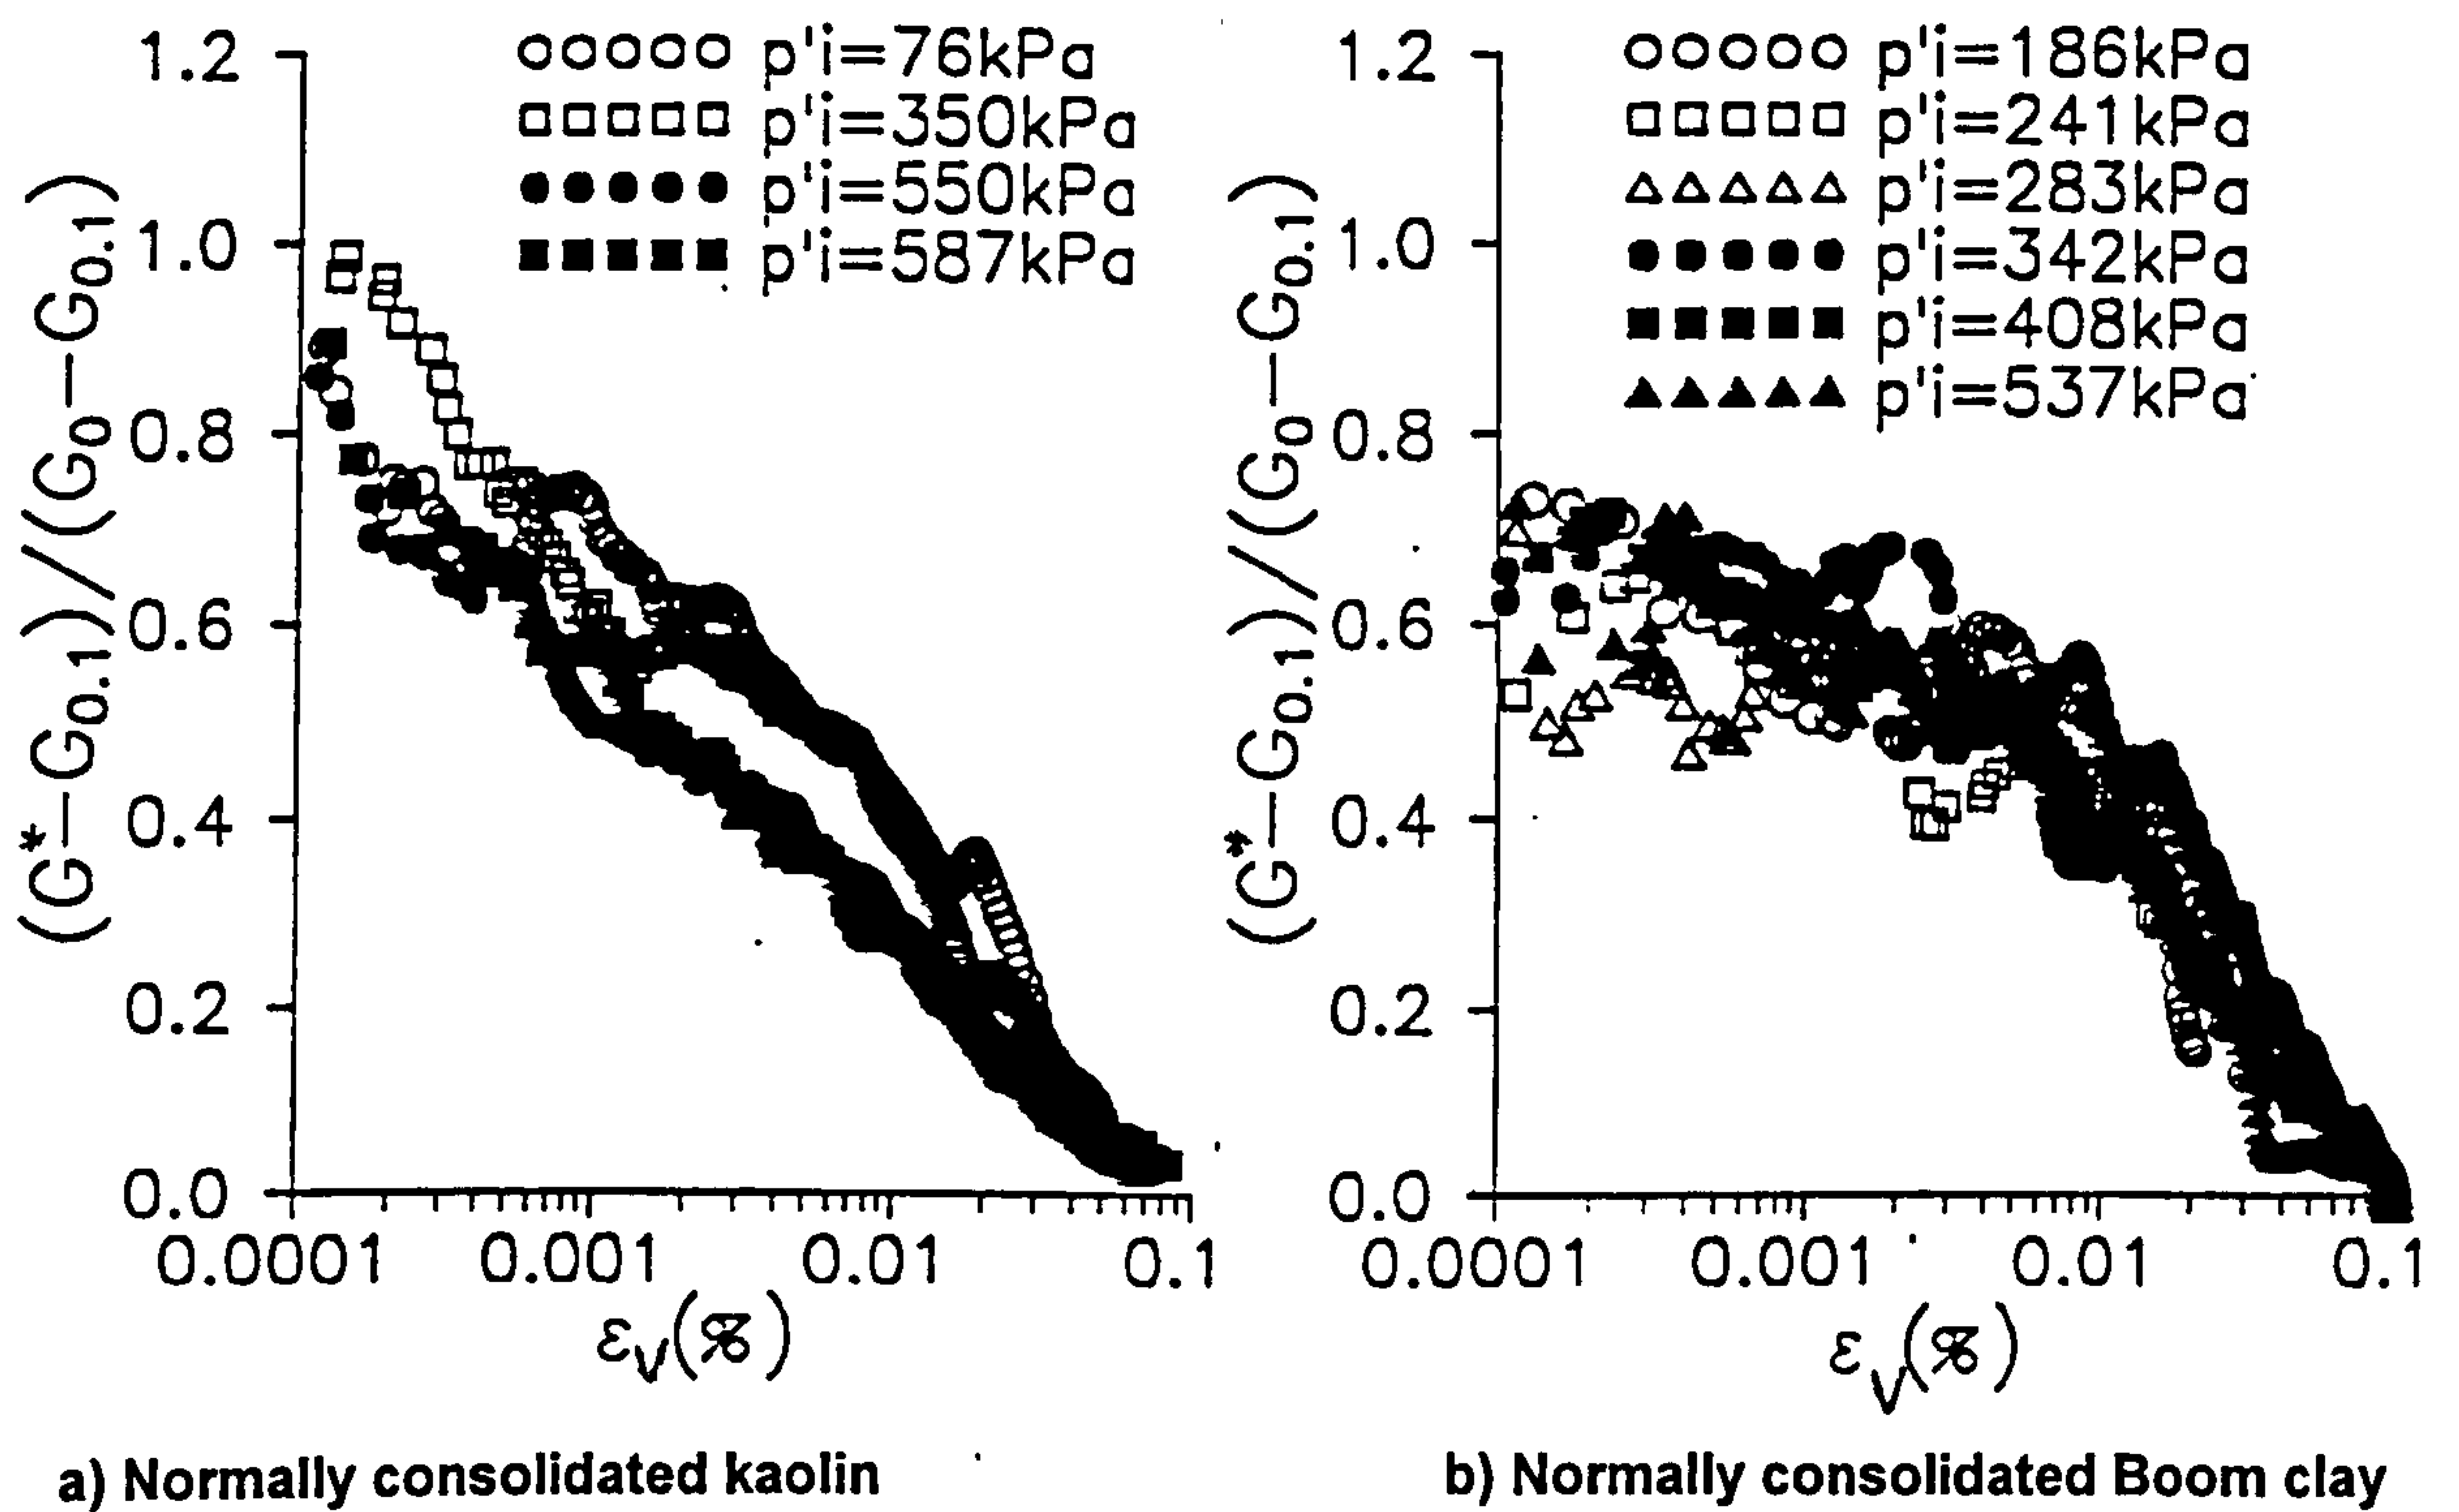 1.2
1.0
0.8
0.6
0.4
0.2
0.0
(G*-G0.1)/(G0-G0.1)
p'i=76kPa
p'i=350kPa
p'i=550kPa
p'i=587kPa
0.0001 0.001 0.01 0.1
εv(%)
a) Normally consolidated kaolin
1.2
1.0
0.8
0.6
0.4
0.2
0.0
(G*-G0.1)/(G0-G0.1)
p'i=186kPa
p'i=241kPa
p'i=283kPa
p'i=342kPa
p'i=408kPa
p'i=537kPa
0.0001 0.001 0.01 0.1
εv(%)
b) Normally consolidated Boom clay